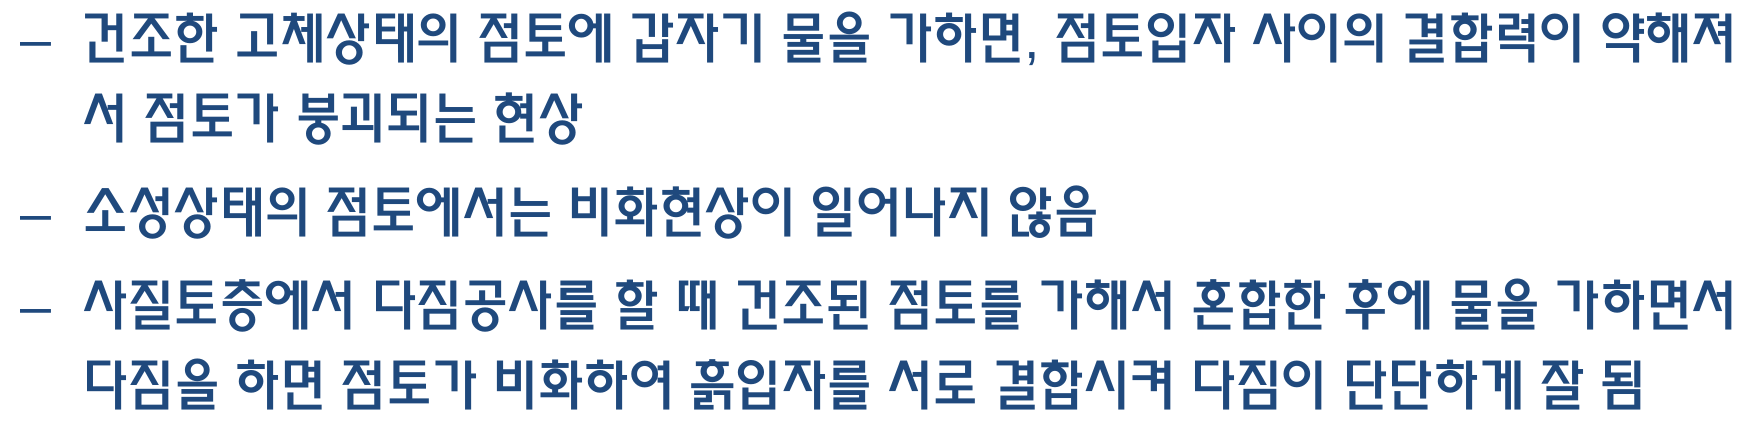 – 건조한 고체상태의 점토에 갑자기 물을 가하면, 점토입자 사이의 결합력이 약해져
서 점토가 붕괴되는 현상
– 소성상태의 점토에서는 비화현상이 일어나지 않음
– 사질토층에서 다짐공사를 할 때 건조된 점토를 가해서 혼합한 후에 물을 가하면서
다짐을 하면 점토가 비화하여 흙입자를 서로 결합시켜 다짐이 단단하게 잘 됨